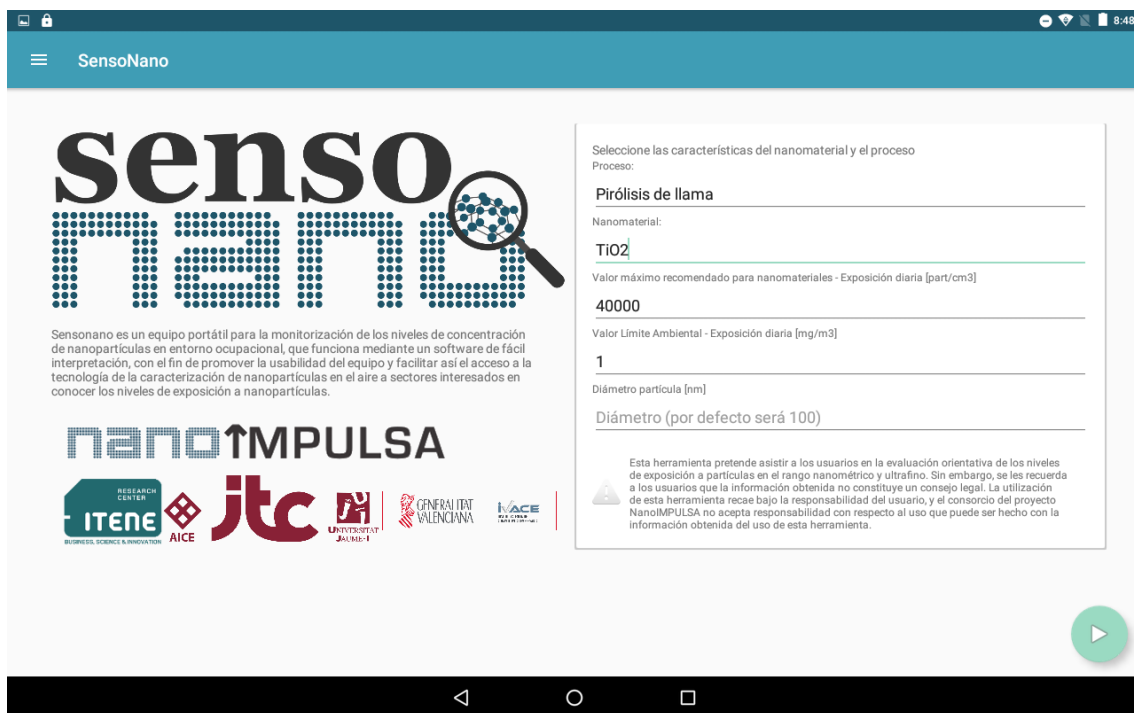 8:48
SensoNano
senso
nano
Sensonano es un equipo portátil para la monitorización de los niveles de concentración
de nanopartículas en entorno ocupacional, que funciona mediante un software de fácil
interpretación, con el fin de promover la usabilidad del equipo y facilitar así el acceso a la
tecnología de la caracterización de nanopartículas en el aire a sectores interesados en
conocer los niveles de exposición a nanopartículas.
nanoIMPULSA
RESEARCH
CENTER
ITENE
BUSINESS, SCIENCE & INNOVATION
AICE
jtc
UNIVERSITAT
JAUME·I
GENERALITAT
VALENCIANA
IVACE
Seleccione las características del nanomaterial y el proceso
Proceso:
Pirólisis de llama
Nanomaterial:
TiO2
Valor máximo recomendado para nanomateriales - Exposición diaria [part/cm3]
40000
Valor Límite Ambiental - Exposición diaria [mg/m3]
1
Diámetro partícula [nm]
Diámetro (por defecto será 100)
Esta herramienta pretende asistir a los usuarios en la evaluación orientativa de los niveles
de exposición a partículas en el rango nanométrico y ultrafino. Sin embargo, se les recuerda
a los usuarios que la información obtenida no constituye un consejo legal. La utilización
de esta herramienta recae bajo la responsabilidad del usuario, y el consorcio del proyecto
NanoIMPULSA no acepta responsabilidad con respecto al uso que puede ser hecho con la
información obtenida del uso de esta herramienta.